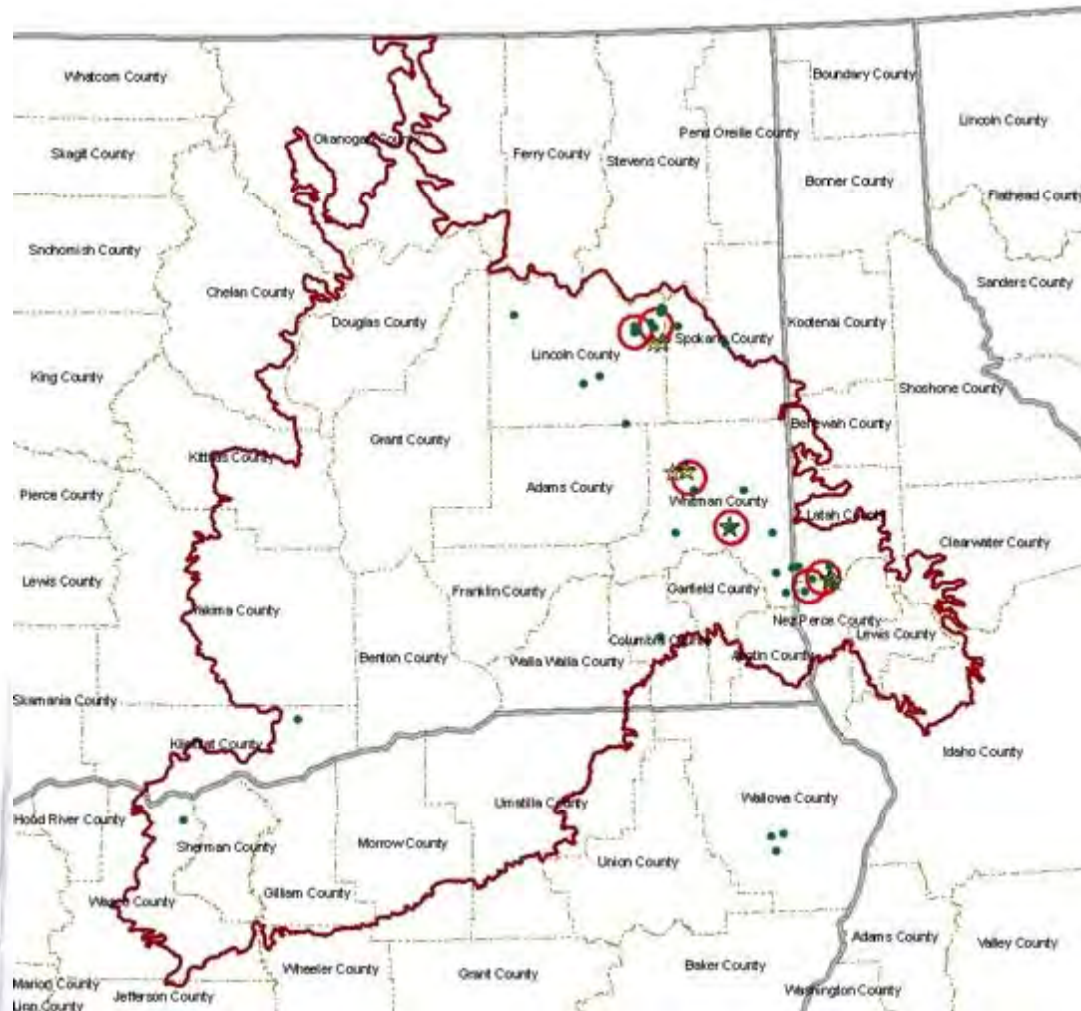 Whatcom County
Boundary County
Lincoln County
Okanogan County
Pend Oreille County
Skagit County
Ferry County
Stevens County
Bonner County
Flathead County
Snohomish County
Sanders County
Chelan County
Douglas County
Kootenai County
Spokane County
Lincoln County
King County
Shoshone County
Benewah County
Grant County
Kittitas County
Adams County
Pierce County
Whitman County
Latah County
Clearwater County
Lewis County
Franklin County
Garfield County
Yakima County
Nez Perce County
Lewis County
Columbia County
Benton County
Walla Walla County
Asotin County
Skamania County
Klickitat County
Idaho County
Wallowa County
Umatilla County
Hood River County
Sherman County
Morrow County
Union County
Gilliam County
Wasco County
Adams County
Valley County
Baker County
Wheeler County
Grant County
Marion County
Jefferson County
Washington County
Linn County